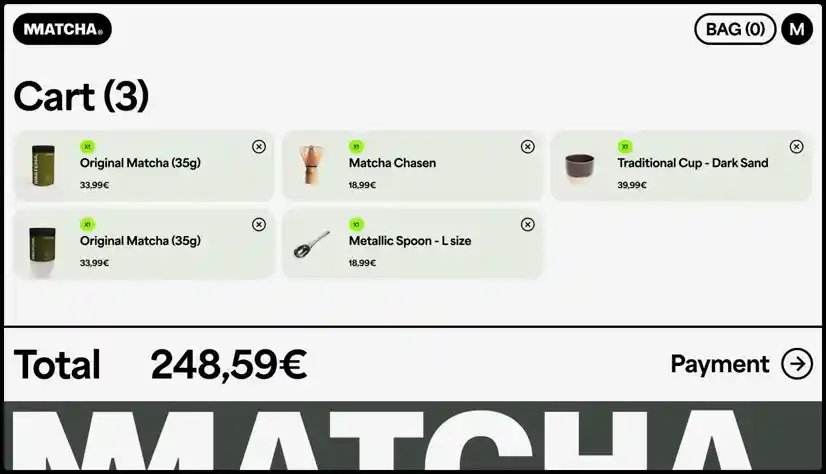 MMATCHA®
BAG (0)
M
Cart (3)
X1
Original Matcha (35g)
33,99€
X1
Matcha Chasen
18,99€
X1
Traditional Cup - Dark Sand
39,99€
X1
Original Matcha (35g)
33,99€
X1
Metallic Spoon - L size
18,99€
Total 248,59€
Payment
MMATCHA